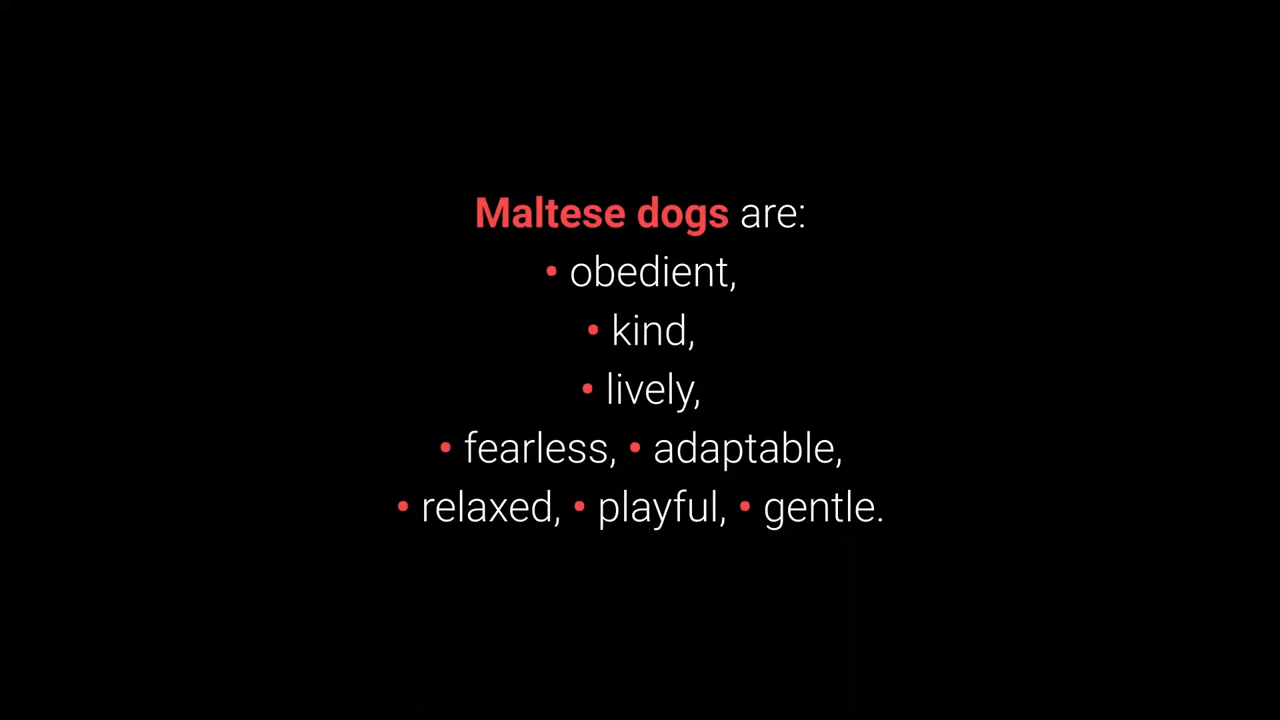 Maltese dogs are:
• obedient,
• kind,
• lively,
• fearless, • adaptable,
• relaxed, • playful, • gentle.